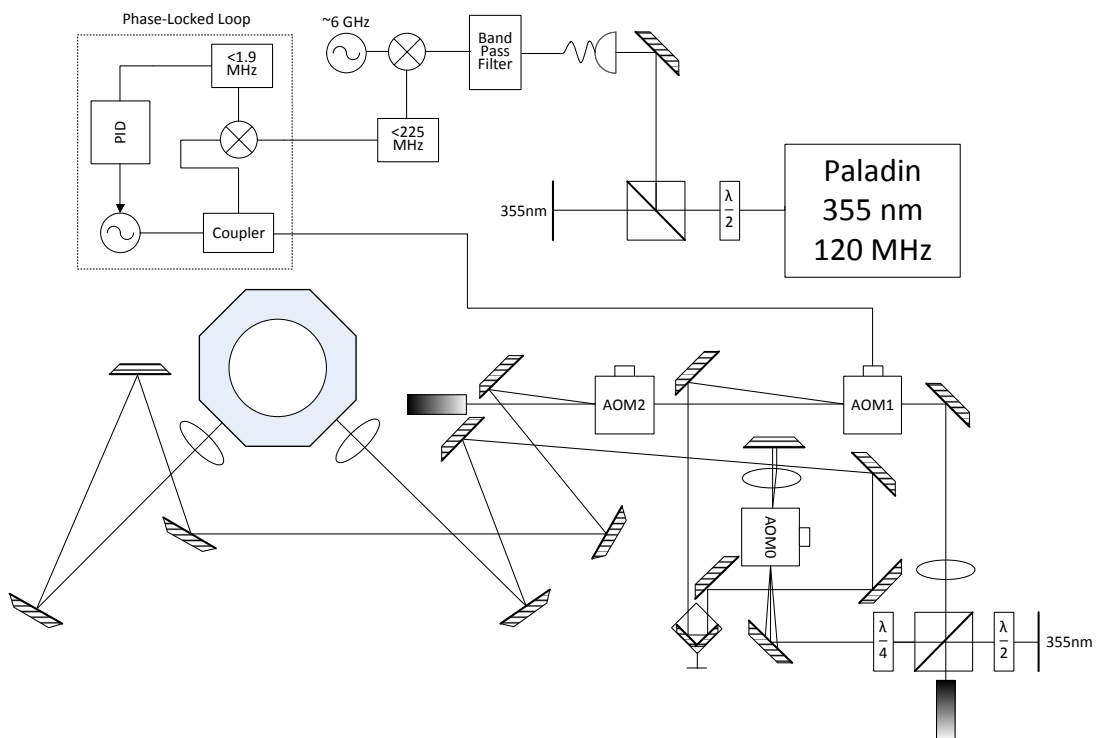 Phase-Locked Loop
~6 GHz
Band
Pass
Filter
<1.9
MHz
PID
<225
MHz
Coupler
355nm
λ
2
Paladin
355 nm
120 MHz
AOM2
AOM1
AOM0
λ
4
λ
2
355nm